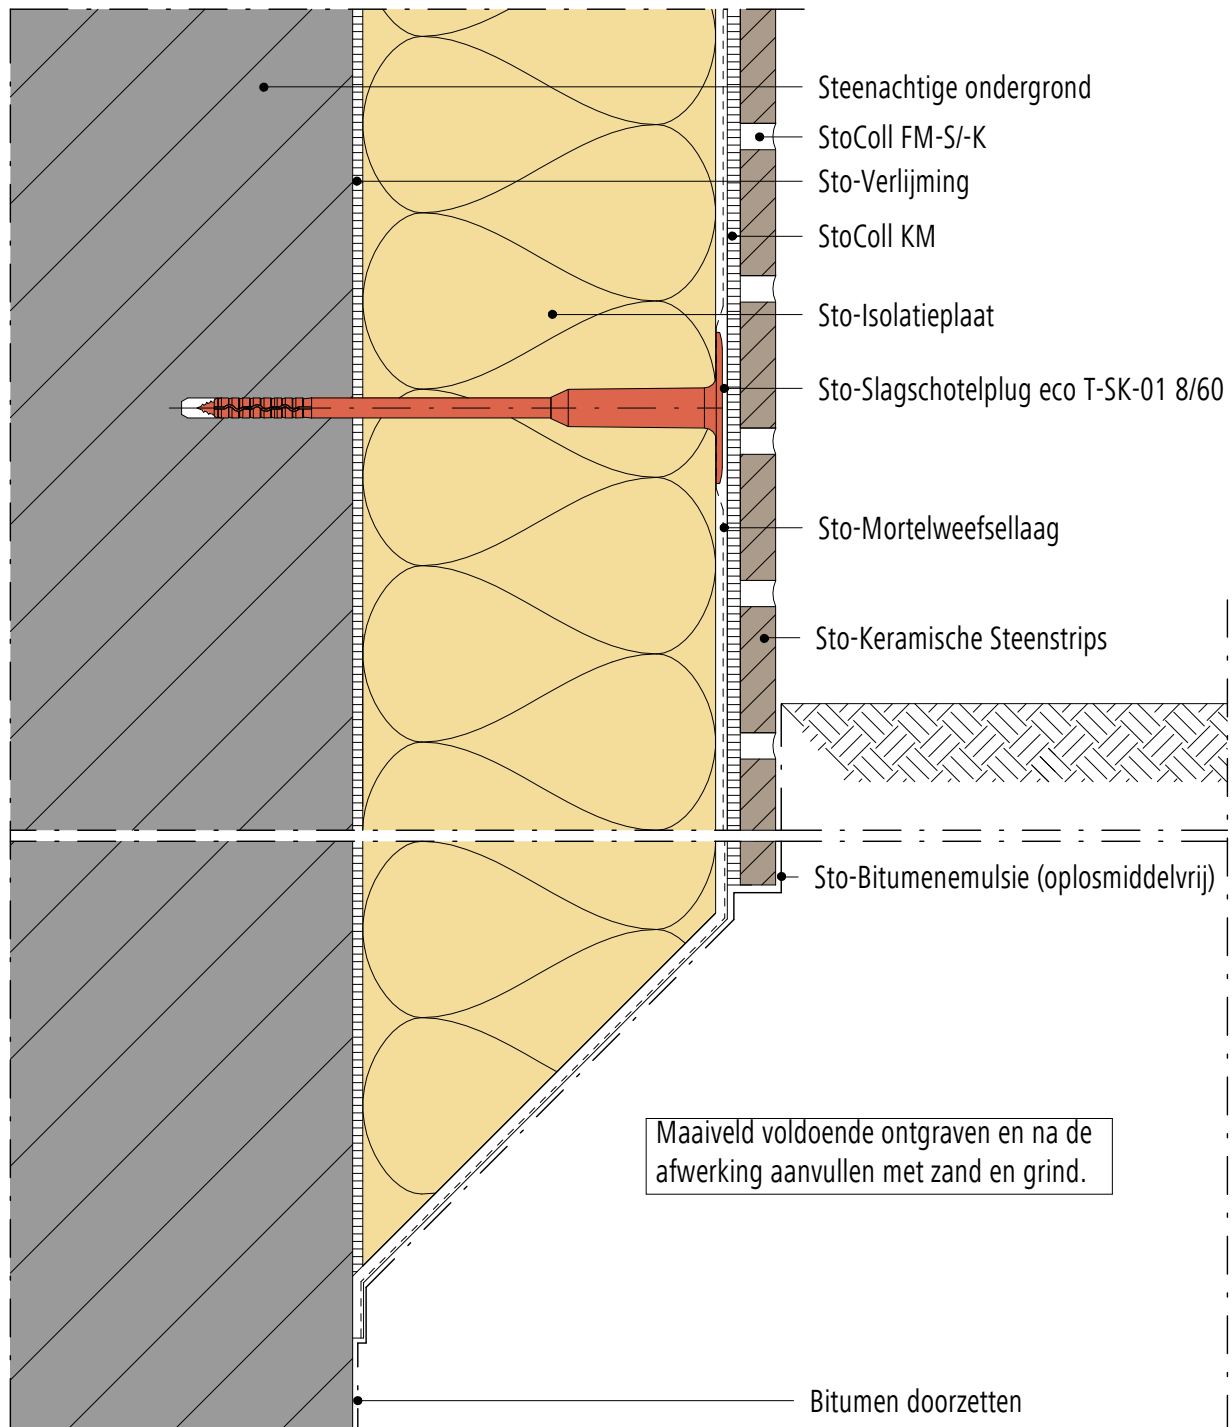 Steenachtige ondergrond
StoColl FM-S/-K
Sto-Verlijming
StoColl KM
Sto-Isolatieplaat
Sto-Slagschotelplug eco T-SK-01 8/60
Sto-Mortelweefsellaag
Sto-Keramische Steenstrips
Sto-Bitumenemulsie (oplosmiddelvrij)
Maaiveld voldoende ontgraven en na de
afwerking aanvullen met zand en grind.
Bitumen doorzetten